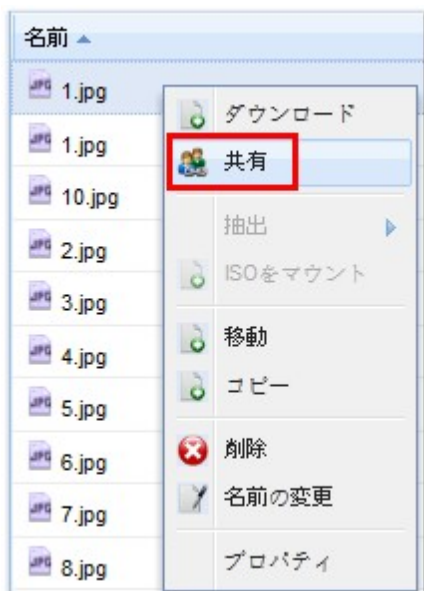 名前
1.jpg
1.jpg
10.jpg
2.jpg
3.jpg
4.jpg
5.jpg
6.jpg
7.jpg
8.jpg
ダウンロード
共有
抽出
ISOをマウント
移動
コピー
削除
名前の変更
プロパティ